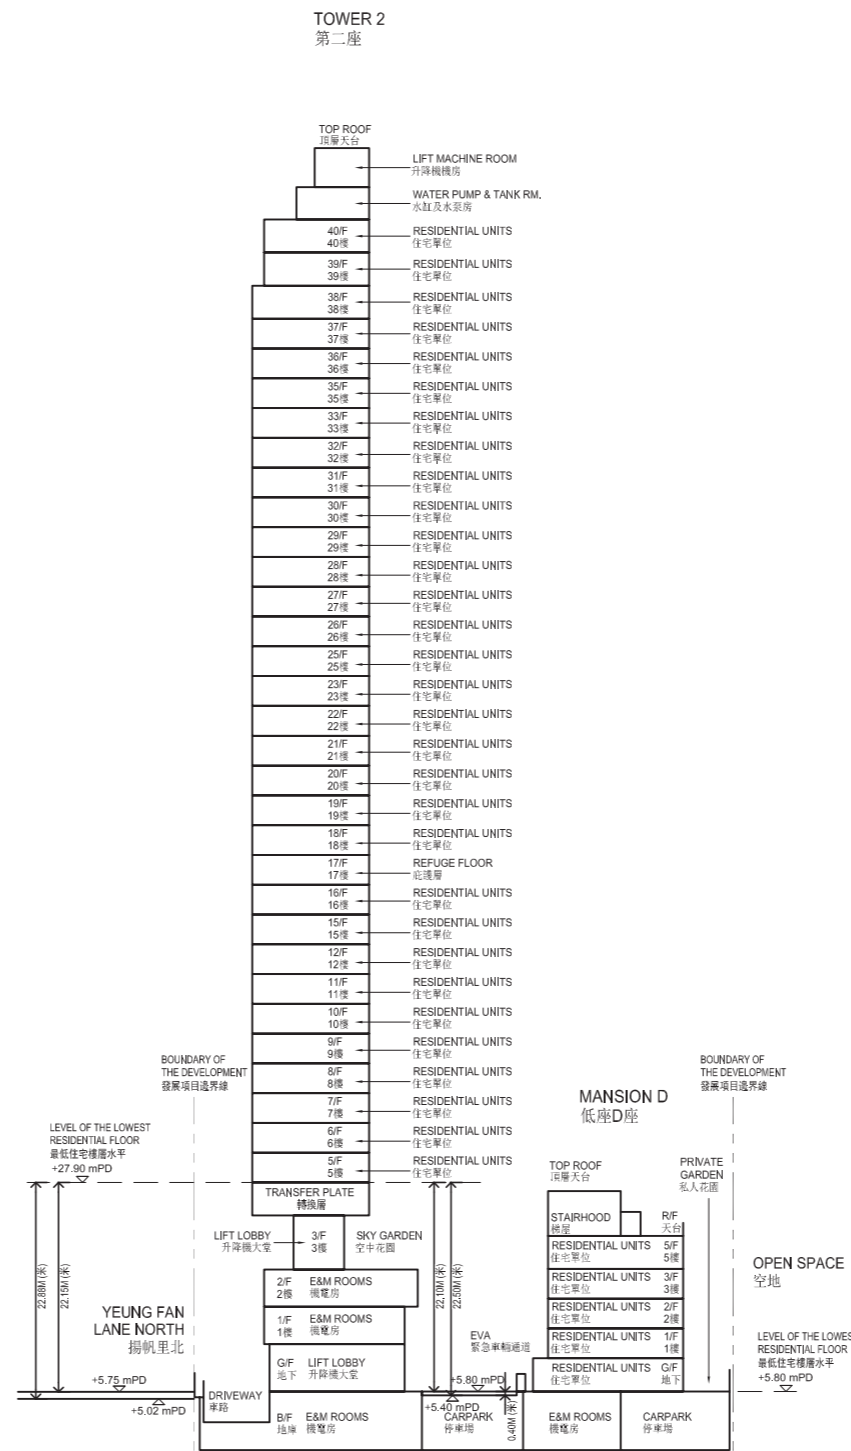 TOWER 2
第二座
TOP ROOF
頂層天台
LIFT MACHINE ROOM
升降機機房
WATER PUMP & TANK RM.
水缸及水泵房
40/F
40樓
RESIDENTIAL UNITS
住宅單位
39/F
39樓
RESIDENTIAL UNITS
住宅單位
38/F
38樓
RESIDENTIAL UNITS
住宅單位
37/F
37樓
RESIDENTIAL UNITS
住宅單位
36/F
36樓
RESIDENTIAL UNITS
住宅單位
35/F
35樓
RESIDENTIAL UNITS
住宅單位
33/F
33樓
RESIDENTIAL UNITS
住宅單位
32/F
32樓
RESIDENTIAL UNITS
住宅單位
31/F
31樓
RESIDENTIAL UNITS
住宅單位
30/F
30樓
RESIDENTIAL UNITS
住宅單位
29/F
29樓
RESIDENTIAL UNITS
住宅單位
28/F
28樓
RESIDENTIAL UNITS
住宅單位
27/F
27樓
RESIDENTIAL UNITS
住宅單位
26/F
26樓
RESIDENTIAL UNITS
住宅單位
25/F
25樓
RESIDENTIAL UNITS
住宅單位
23/F
23樓
RESIDENTIAL UNITS
住宅單位
22/F
22樓
RESIDENTIAL UNITS
住宅單位
21/F
21樓
RESIDENTIAL UNITS
住宅單位
20/F
20樓
RESIDENTIAL UNITS
住宅單位
19/F
19樓
RESIDENTIAL UNITS
住宅單位
18/F
18樓
RESIDENTIAL UNITS
住宅單位
17/F
17樓
REFUGE FLOOR
庇護層
16/F
16樓
RESIDENTIAL UNITS
住宅單位
15/F
15樓
RESIDENTIAL UNITS
住宅單位
12/F
12樓
RESIDENTIAL UNITS
住宅單位
11/F
11樓
RESIDENTIAL UNITS
住宅單位
10/F
10樓
RESIDENTIAL UNITS
住宅單位
9/F
9樓
RESIDENTIAL UNITS
住宅單位
8/F
8樓
RESIDENTIAL UNITS
住宅單位
7/F
7樓
RESIDENTIAL UNITS
住宅單位
6/F
6樓
RESIDENTIAL UNITS
住宅單位
5/F
5樓
RESIDENTIAL UNITS
住宅單位
BOUNDARY OF
THE DEVELOPMENT
發展項目邊界線
LEVEL OF THE LOWEST
RESIDENTIAL FLOOR
最低住宅樓層水平
+27.90 mPD
TRANSFER PLATE
轉換層
LIFT LOBBY
升降機大堂
3/F
3樓
SKY GARDEN
空中花園
2/F
2樓
E&M ROOMS
機電房
1/F
1樓
E&M ROOMS
機電房
G/F
地下
LIFT LOBBY
升降機大堂
B/F
地庫
E&M ROOMS
機電房
22.88M (米)
22.15M (米)
22.10M (米)
22.50M (米)
YEUNG FAN
LANE NORTH
揚帆里北
+5.75 mPD
+5.02 mPD
DRIVEWAY
車路
EVA
緊急車輛通道
+5.80 mPD
+5.40 mPD
0.40M (米)
CARPARK
停車場
E&M ROOMS
機電房
CARPARK
停車場
MANSION D
低座D座
TOP ROOF
頂層天台
STAIRHOOD
梯屋
R/F
天台
RESIDENTIAL UNITS
住宅單位
5/F
5樓
RESIDENTIAL UNITS
住宅單位
3/F
3樓
RESIDENTIAL UNITS
住宅單位
2/F
2樓
RESIDENTIAL UNITS
住宅單位
1/F
1樓
RESIDENTIAL UNITS
住宅單位
G/F
地下
PRIVATE
GARDEN
私人花園
BOUNDARY OF
THE DEVELOPMENT
發展項目邊界線
OPEN SPACE
空地
LEVEL OF THE LOWES
RESIDENTIAL FLOOR
最低住宅樓層水平
+5.80 mPD